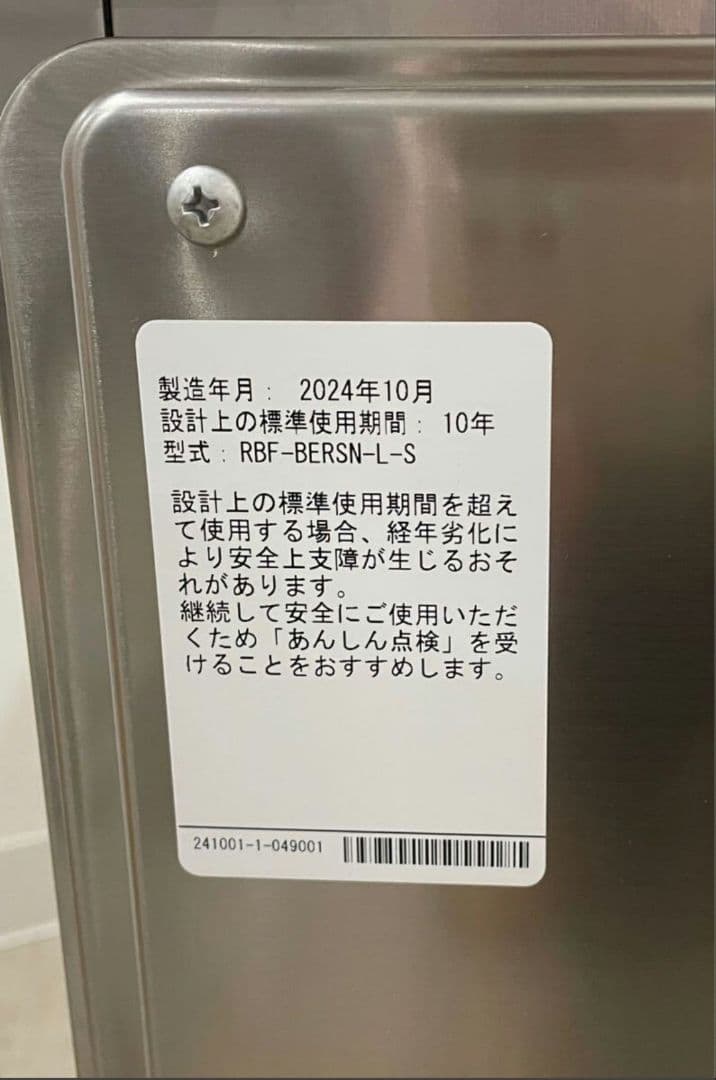 製造年月： 2024年10月
設計上の標準使用期間： 10年
型式：RBF-BERSN-L-S
設計上の標準使用期間を超え
て使用する場合、経年劣化に
より安全上支障が生じるおそ
れがあります。
継続して安全にご使用いただ
くため「あんしん点検」を受
けることをおすすめします。
241001-1-049001